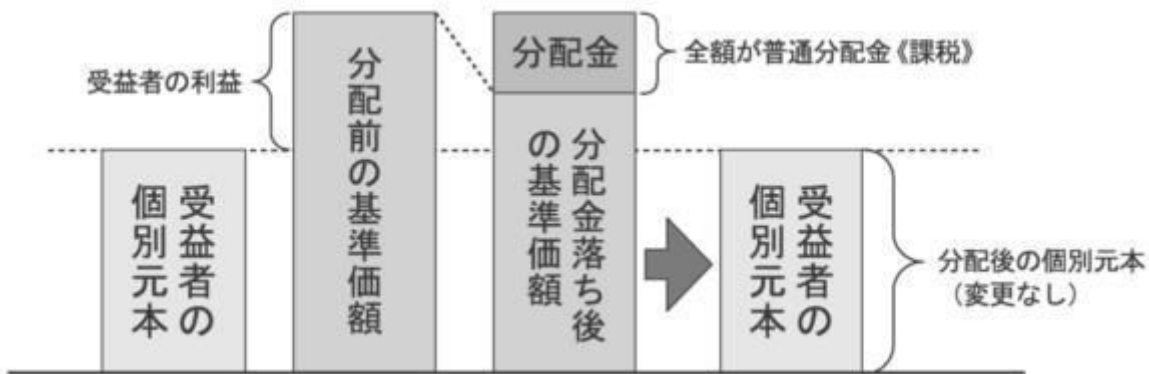 受益者の利益
受益者の
個別元本
分配前の基準価額
分配金
全額が普通分配金《課税》
分配金落ち後
の基準価額
受益者の
個別元本
分配後の個別元本
（変更なし）